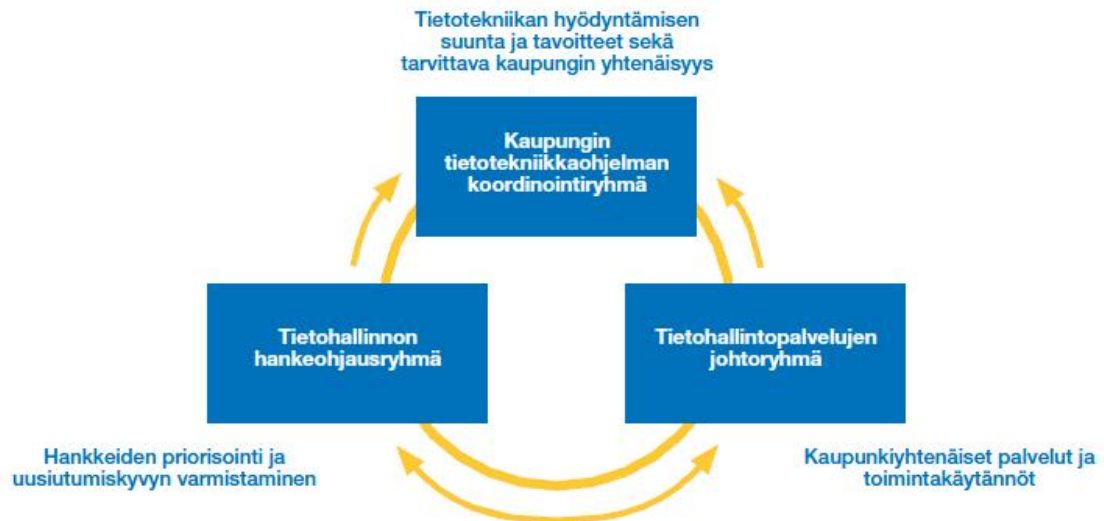 Tietotekniikan hyödyntämisen
suunta ja tavoitteet sekä
tarvittava kaupungin yhtenäisyys
Kaupungin
tietotekniikkaohjelman
koordinointiryhmä
Tietohallinnon
hankeohjausryhmä
Tietohallintopalvelujen
johtoryhmä
Hankkeiden priorisointi ja
uusiutumiskyvyn varmistaminen
Kaupunkiyhtenäiset palvelut ja
toimintakäytännöt